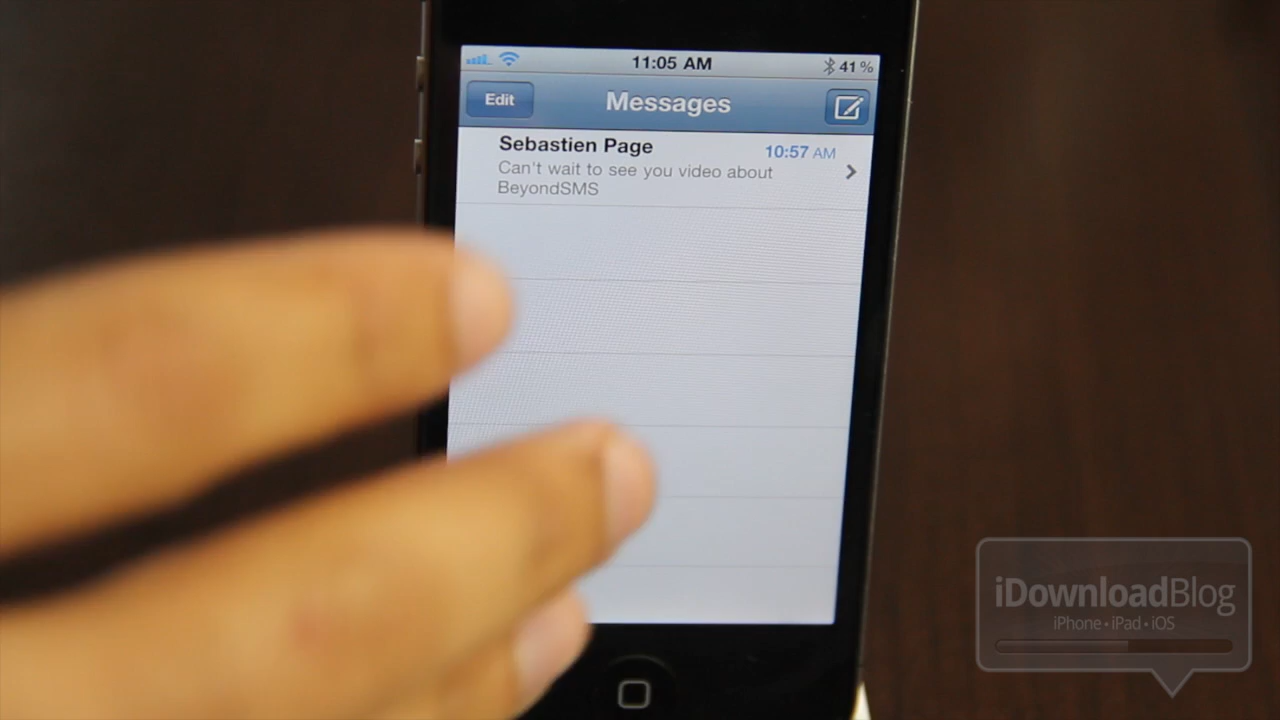 11:05 AM
41%
Edit
Messages
Sebastien Page
10:57 AM
Can't wait to see you video about
BeyondSMS
iDownloadBlog
iPhone • iPad • iOS